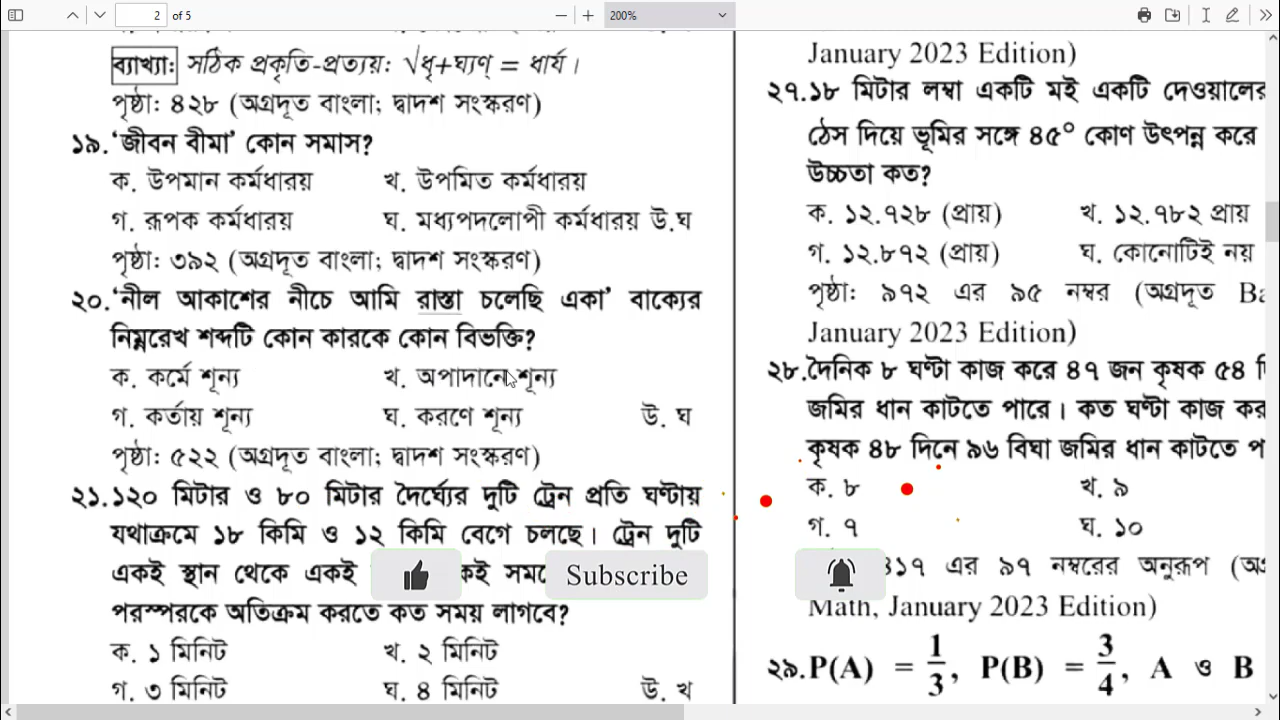 2 of 5
200%
ব্যাখ্যাঃ সঠিক প্রকৃতি-প্রত্যয়ঃ √ধৃ+ঘ্যণ্ = ধার্য।
পৃষ্ঠা: ৪২৮ (অগ্রদূত বাংলা; দ্বাদশ সংস্করণ)
১৯. ‘জীবন বীমা’ কোন সমাস?
ক. উপমান কর্মধারয় খ. উপমিত কর্মধারয়
গ. রূপক কর্মধারয় ঘ. মধ্যপদলোপী কর্মধারয় উ.ঘ
পৃষ্ঠা: ৩৯২ (অগ্রদূত বাংলা; দ্বাদশ সংস্করণ)
২০. ‘নীল আকাশের নীচে আমি রাস্তা চলেছি একা’ বাক্যের
নিম্নরেখ শব্দটি কোন কারকে কোন বিভক্তি?
ক. কর্মে শূন্য খ. অপাদানে শূন্য
গ. কর্তায় শূন্য ঘ. করণে শূন্য উ. ঘ
পৃষ্ঠা: ৫২২ (অগ্রদূত বাংলা; দ্বাদশ সংস্করণ)
২১. ১২০ মিটার ও ৮০ মিটার দৈর্ঘ্যের দুটি ট্রেন প্রতি ঘণ্টায়
যথাক্রমে ১৮ কিমি ও ১২ কিমি বেগে চলছে। ট্রেন দুটি
একই স্থান থেকে একই
পরস্পরকে অতিক্রম করতে কত সময় লাগবে?
ক. ১ মিনিট খ. ২ মিনিট
গ. ৩ মিনিট ঘ. ৪ মিনিট উ. খ
January 2023 Edition)
২৭. ১৮ মিটার লম্বা একটি মই একটি দেওয়ালের
ঠেস দিয়ে ভূমির সঙ্গে ৪৫° কোণ উৎপন্ন করে
উচ্চতা কত?
ক. ১২.৭২৮ (প্রায়) খ. ১২.৭৮২ প্রায়
গ. ১২.৮৭২ (প্রায়) ঘ. কোনোটিই নয়
পৃষ্ঠা: ৯৭২ এর ৯৫ নম্বর (অগ্রদূত Ba
January 2023 Edition)
২৮. দৈনিক ৮ ঘণ্টা কাজ করে ৪৭ জন কৃষক ৫৪
জমির ধান কাটতে পারে। কত ঘণ্টা কাজ কর
কৃষক ৪৮ দিনে ৯৬ বিঘা জমির ধান কাটতে প
ক. ৮ খ. ৯
গ. ৭ ঘ. ১০
৪১৭ এর ৯৭ নম্বরের অনুরূপ
Math, January 2023 Edition)
২৯. P(A) = 1/3, P(B) = 3/4, A ও B
Subscribe